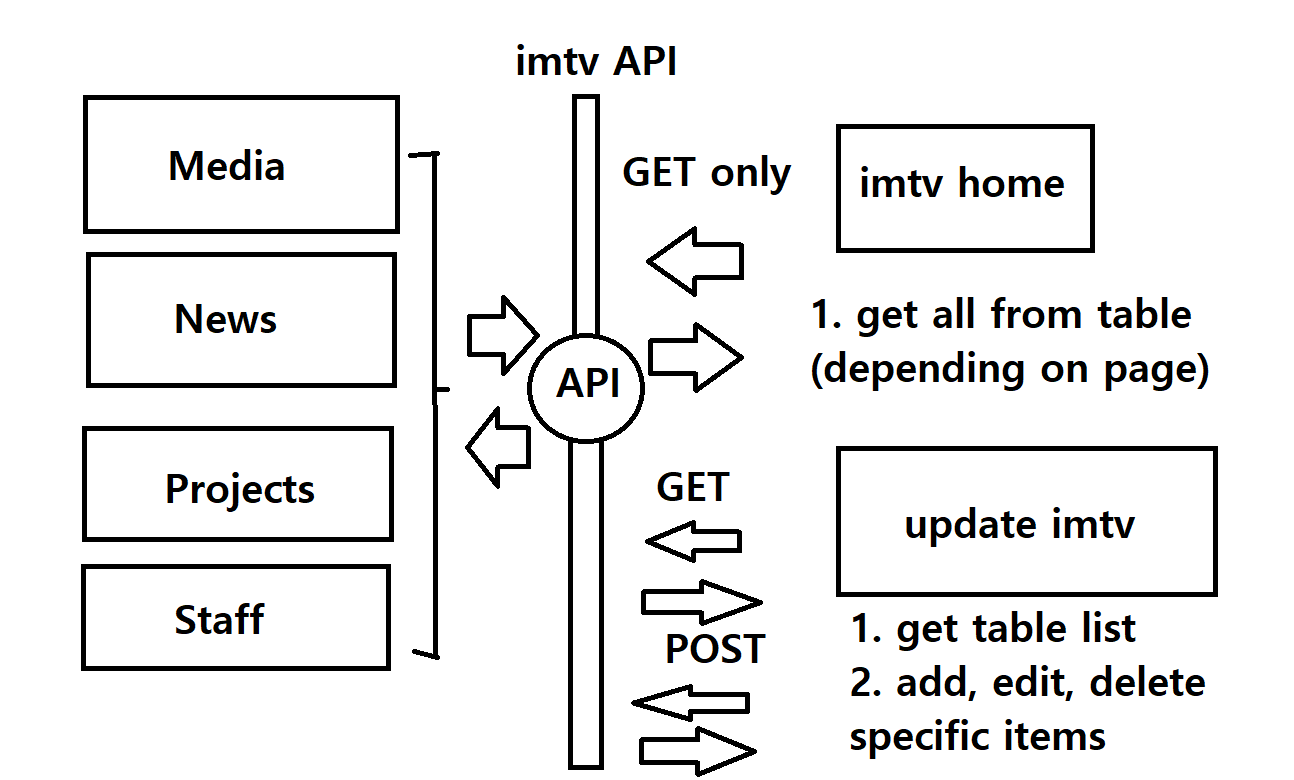 imtv API
Media
News
Projects
Staff
API
GET only
imtv home
1. get all from table
(depending on page)
GET
POST
update imtv
1. get table list
2. add, edit, delete
specific items